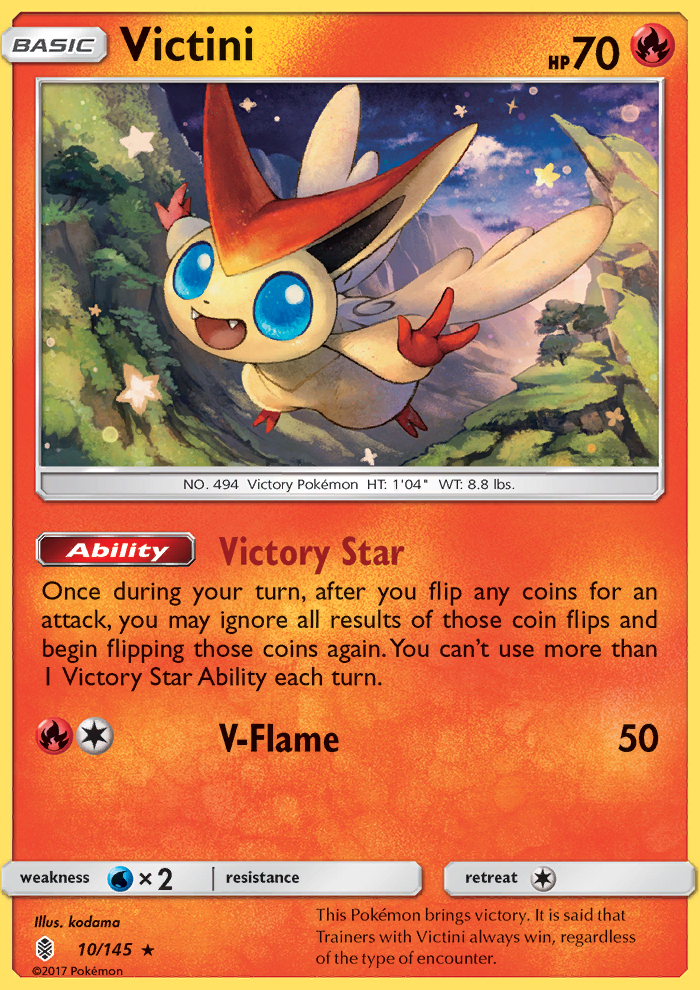 BASIC Victini HP 70
NO. 494 Victory Pokémon HT: 1'04" WT: 8.8 lbs.
Ability Victory Star
Once during your turn, after you flip any coins for an
attack, you may ignore all results of those coin flips and
begin flipping those coins again. You can't use more than
1 Victory Star Ability each turn.
V-Flame 50
weakness ×2 resistance retreat
Illus. kodama
10/145 ★
©2017 Pokémon
This Pokémon brings victory. It is said that
Trainers with Victini always win, regardless
of the type of encounter.